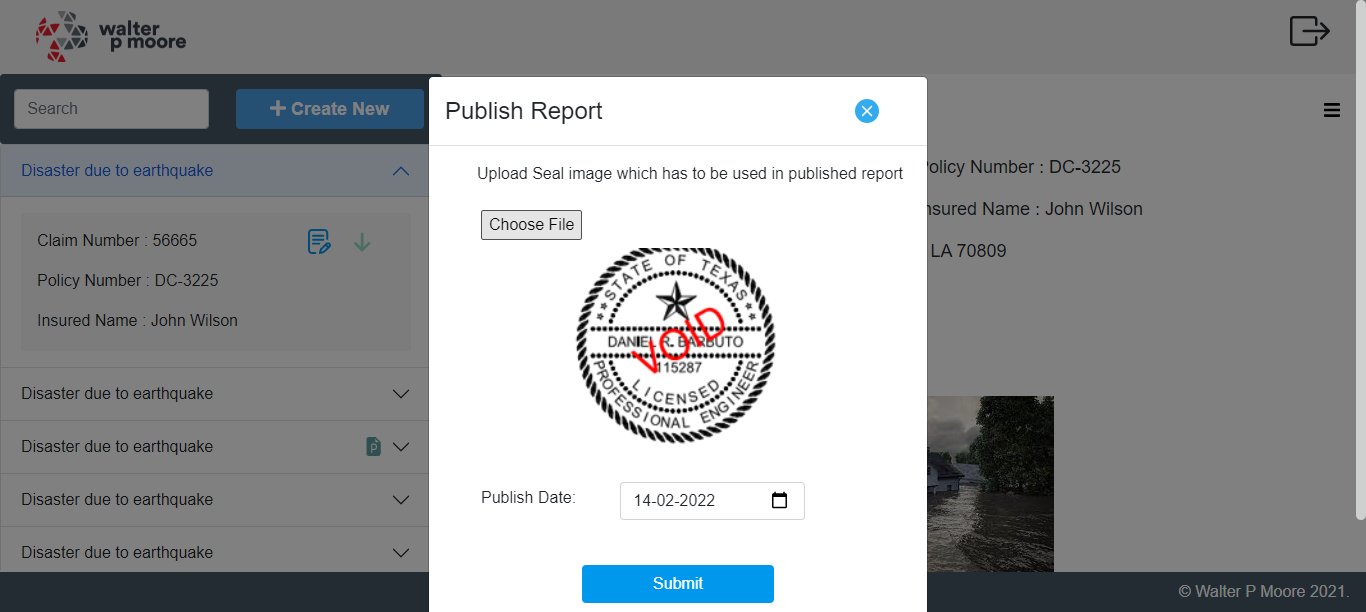 walter
p moore
Search
+ Create New
Disaster due to earthquake
Claim Number : 56665
Policy Number : DC-3225
Insured Name : John Wilson
Disaster due to earthquake
Disaster due to earthquake
P
Disaster due to earthquake
Disaster due to earthquake
Publish Report
Upload Seal image which has to be used in published report
Choose File
STATE OF TEXAS
DANIEL R. BARBUTO
VOID
115287
LICENSED
PROFESSIONAL ENGINEER
Publish Date:
14-02-2022
Submit
olicy Number : DC-3225
nsured Name : John Wilson
LA 70809
© Walter P Moore 2021.